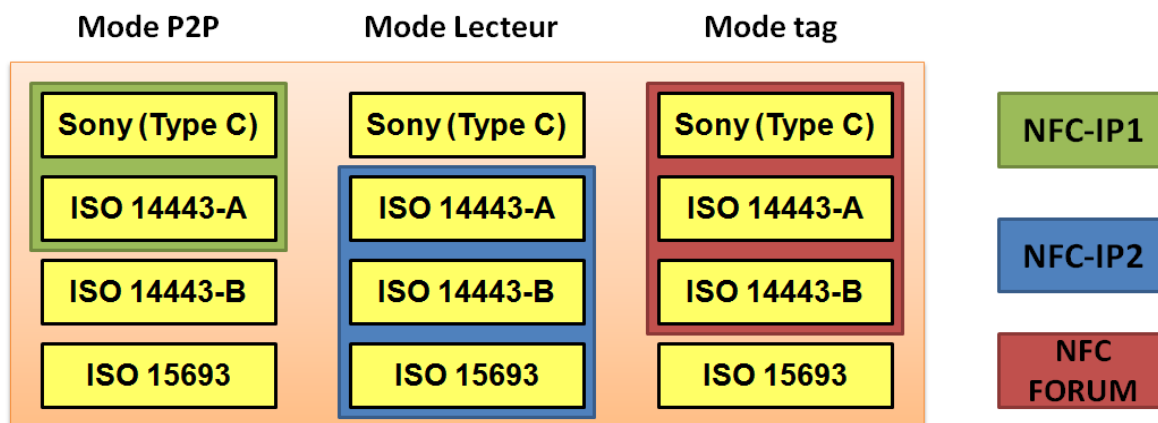 Mode P2P
Mode Lecteur
Mode tag
Sony (Type C)
Sony (Type C)
Sony (Type C)
NFC-IP1
ISO 14443-A
ISO 14443-A
ISO 14443-A
NFC-IP2
ISO 14443-B
ISO 14443-B
ISO 14443-B
ISO 15693
ISO 15693
ISO 15693
NFC
FORUM